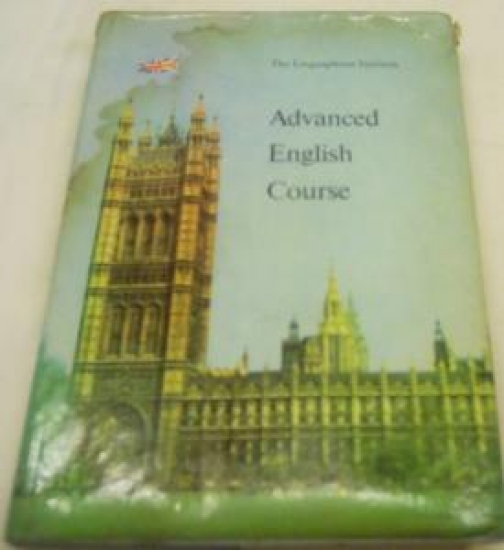 The Linguaphone Institute
Advanced
English
Course